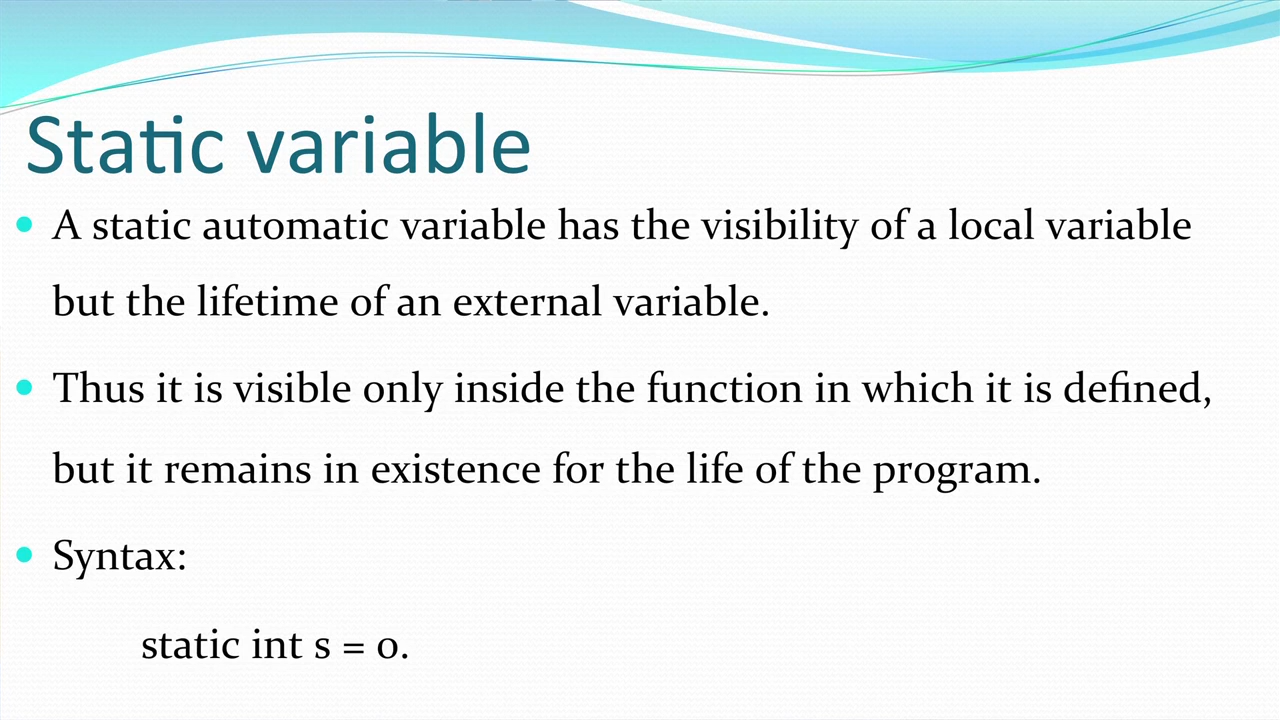 Static variable
• A static automatic variable has the visibility of a local variable
but the lifetime of an external variable.
• Thus it is visible only inside the function in which it is defined,
but it remains in existence for the life of the program.
• Syntax:
static int s = 0.